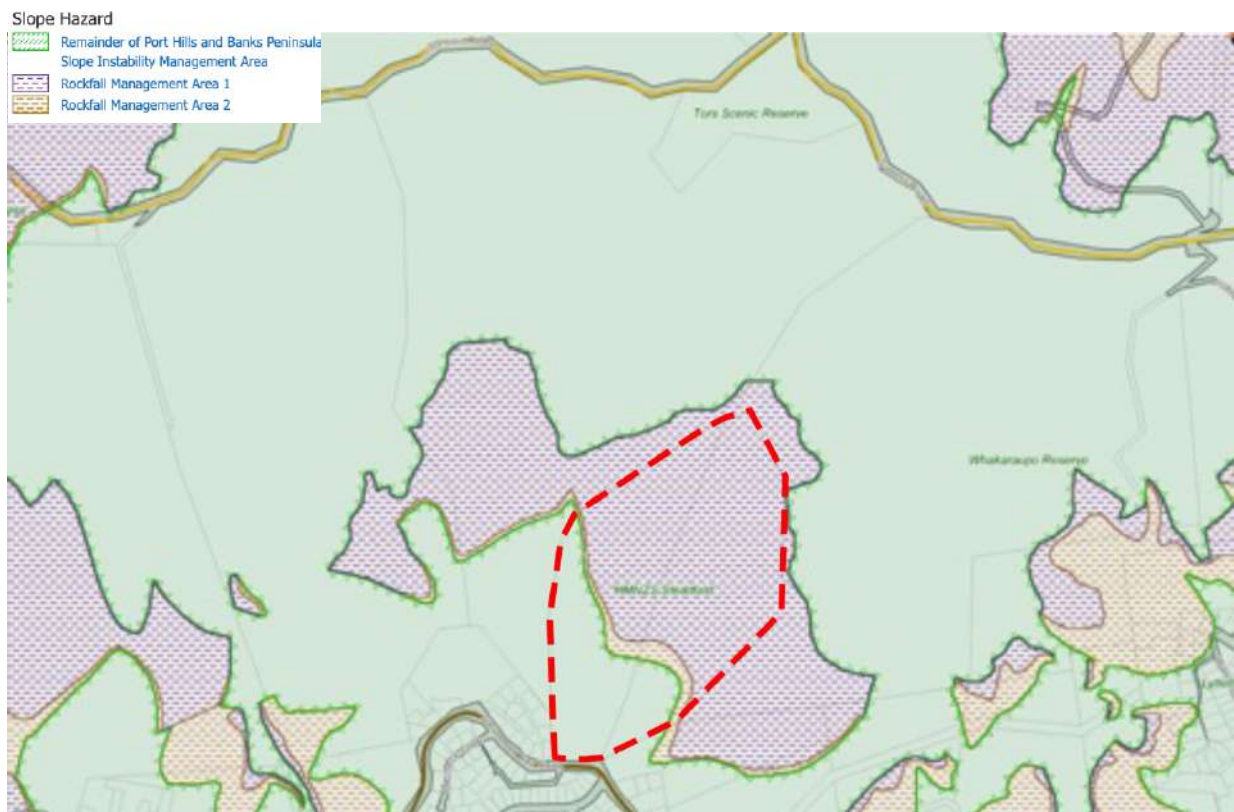 Slope Hazard
Remainder of Port Hills and Banks Peninsula
Slope Instability Management Area
Rockfall Management Area 1
Rockfall Management Area 2
Tors Scenic Reserve
Whakaraupo Reserve